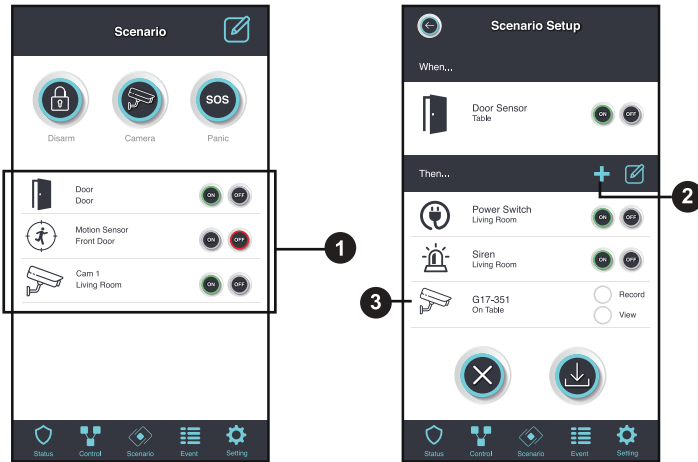 Scenario
SOS
Disarm
Camera
Panic
Door
Door
ON
OFF
Motion Sensor
Front Door
ON
OFF
Cam 1
Living Room
ON
OFF
1
Status
Control
Scenario
Event
Setting
Scenario Setup
When,,,
Door Sensor
Table
ON
OFF
Then...
2
Power Switch
Living Room
ON
OFF
Siren
Living Room
ON
OFF
3
G17-351
On Table
Record
View
Status
Control
Scenario
Event
Setting